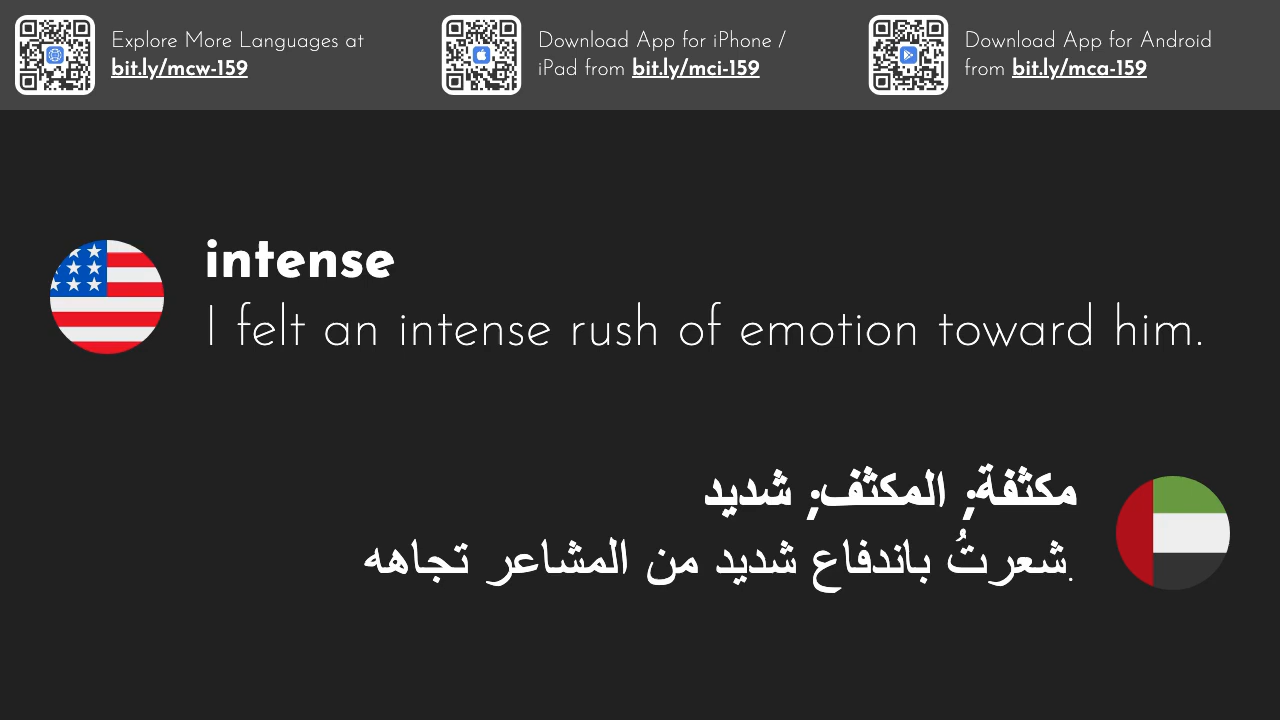 Explore More Languages at
bit.ly/mcw-159
Download App for iPhone /
iPad from bit.ly/mci-159
Download App for Android
from bit.ly/mca-159
intense
I felt an intense rush of emotion toward him.
مكثفة; المكثف; شديد
شعرتُ باندفاع شديد من المشاعر تجاهه.